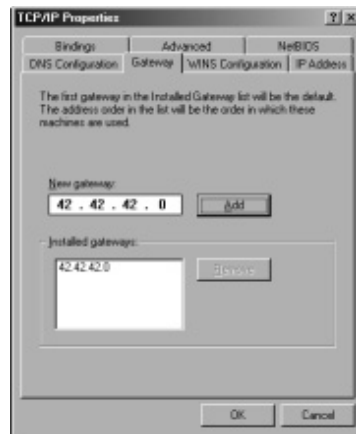 TCP/IP Properties
? x
Bindings Advanced NetBIOS
DNS Configuration Gateway WINS Configuration IP Address
The first gateway in the Installed Gateway list will be the default.
The address order in the list will be the order in which these
machines are used.
New gateway:
42 . 42 . 42 . 0 Add
Installed gateways:
42.42.42.0 Remove
OK Cancel